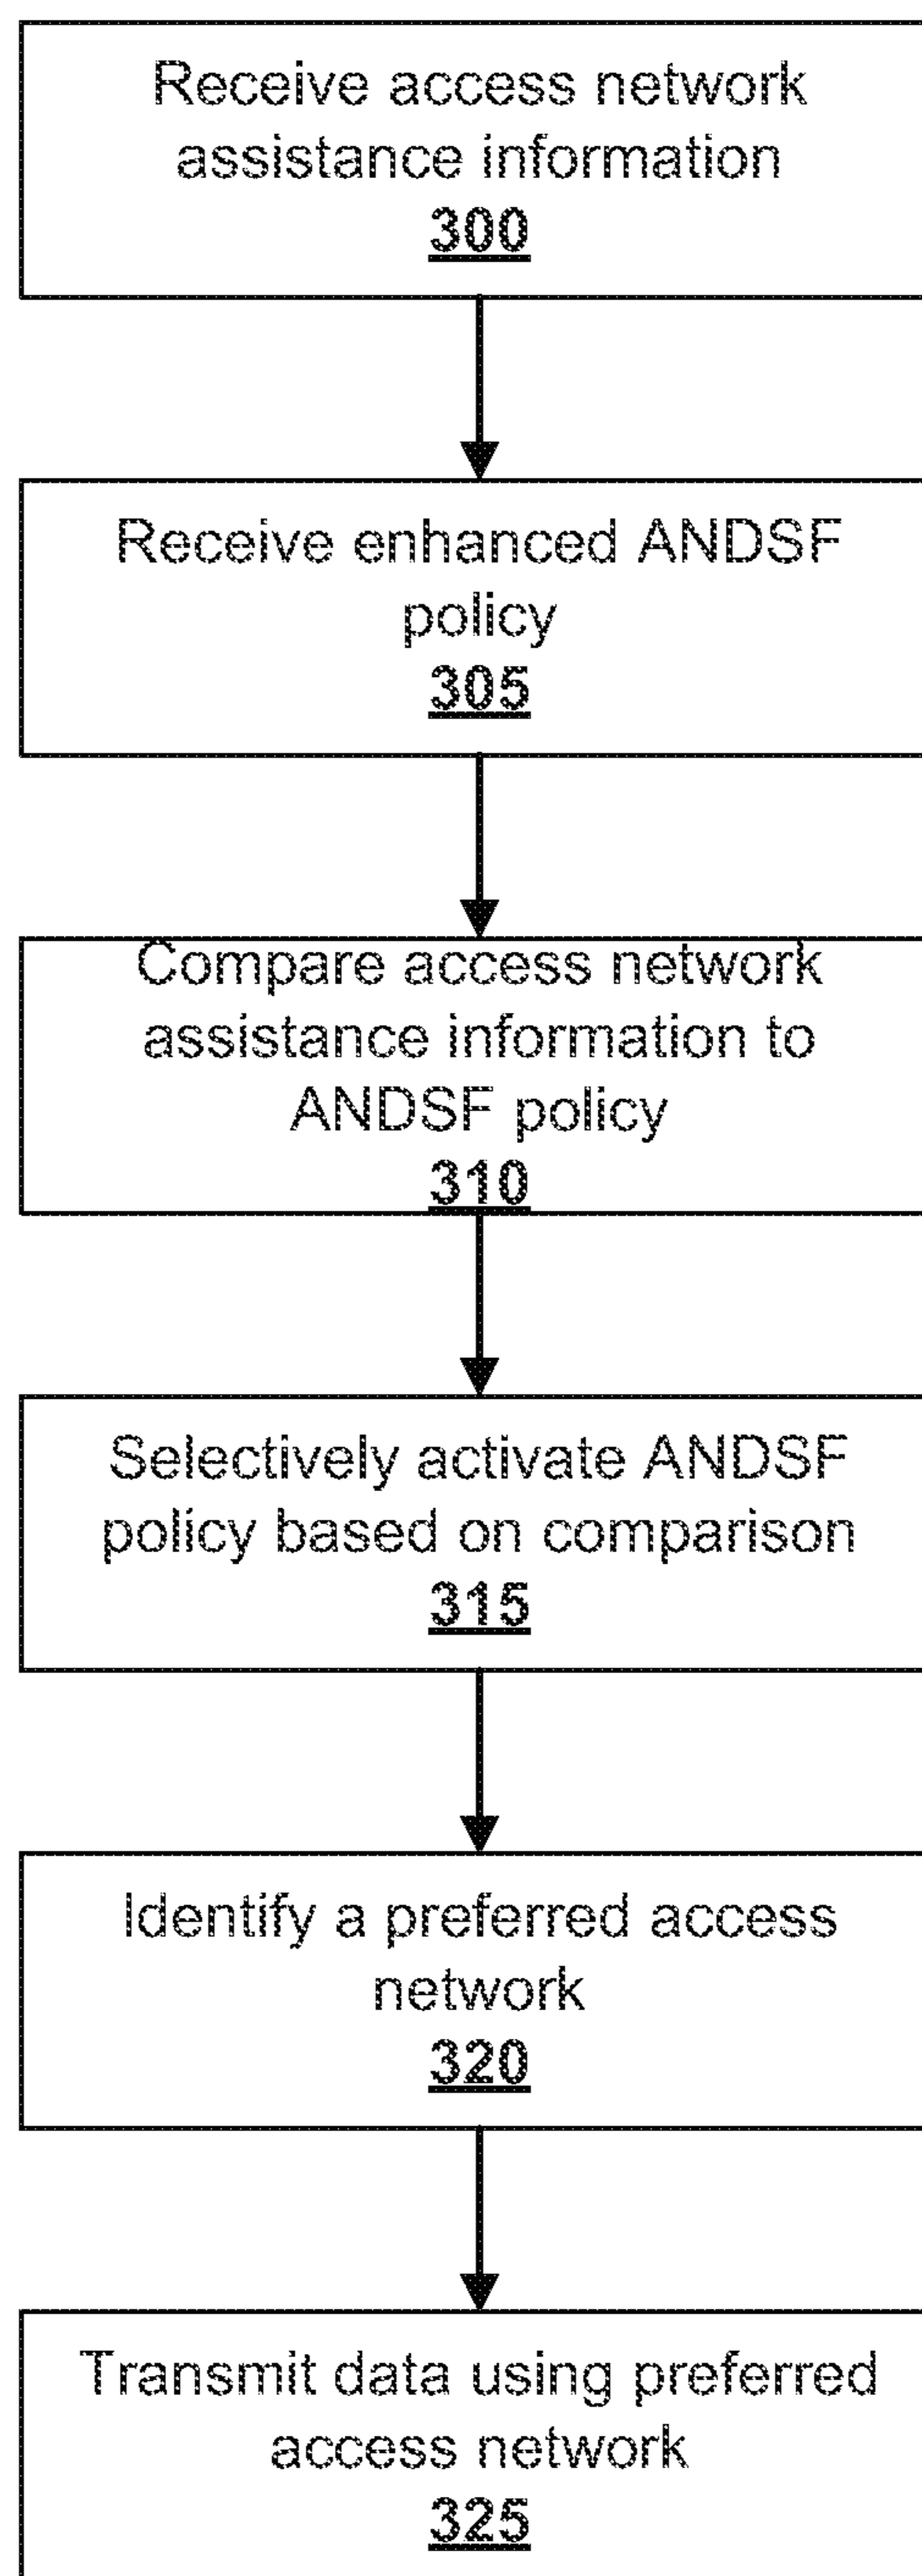 Receive access network
assistance information
300
Receive enhanced ANDSF
policy
305
Compare access network
assistance information to
ANDSF policy
310
Selectively activate ANDSF
policy based on comparison
315
Identify a preferred access
network
320
Transmit data using preferred
access network
325